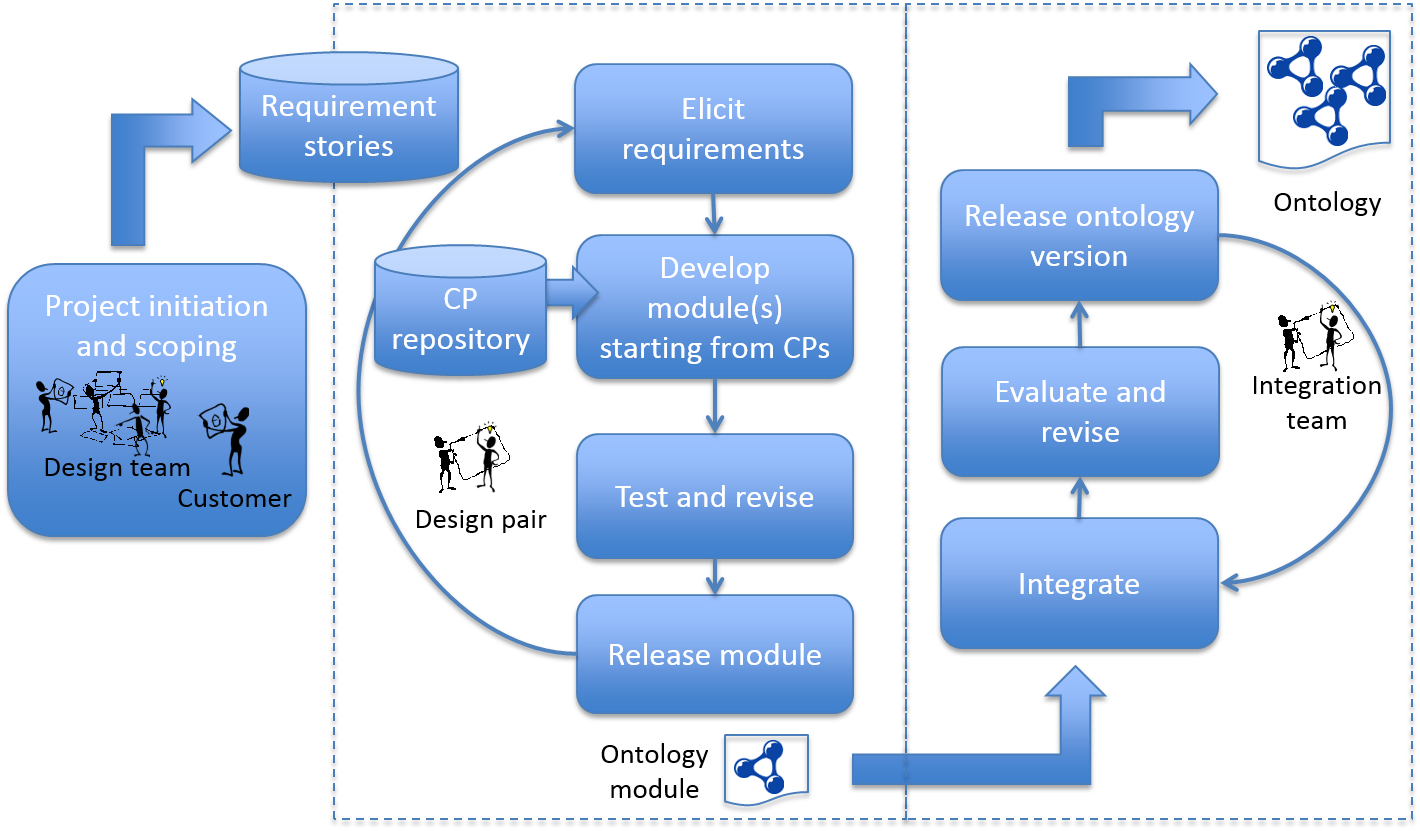 Project initiation
and scoping
Design team
Customer
Requirement
stories
Elicit
requirements
CP
repository
Develop
module(s)
starting from CPs
Design pair
Test and revise
Release module
Ontology
module
Integrate
Evaluate and
revise
Release ontology
version
Integration
team
Ontology